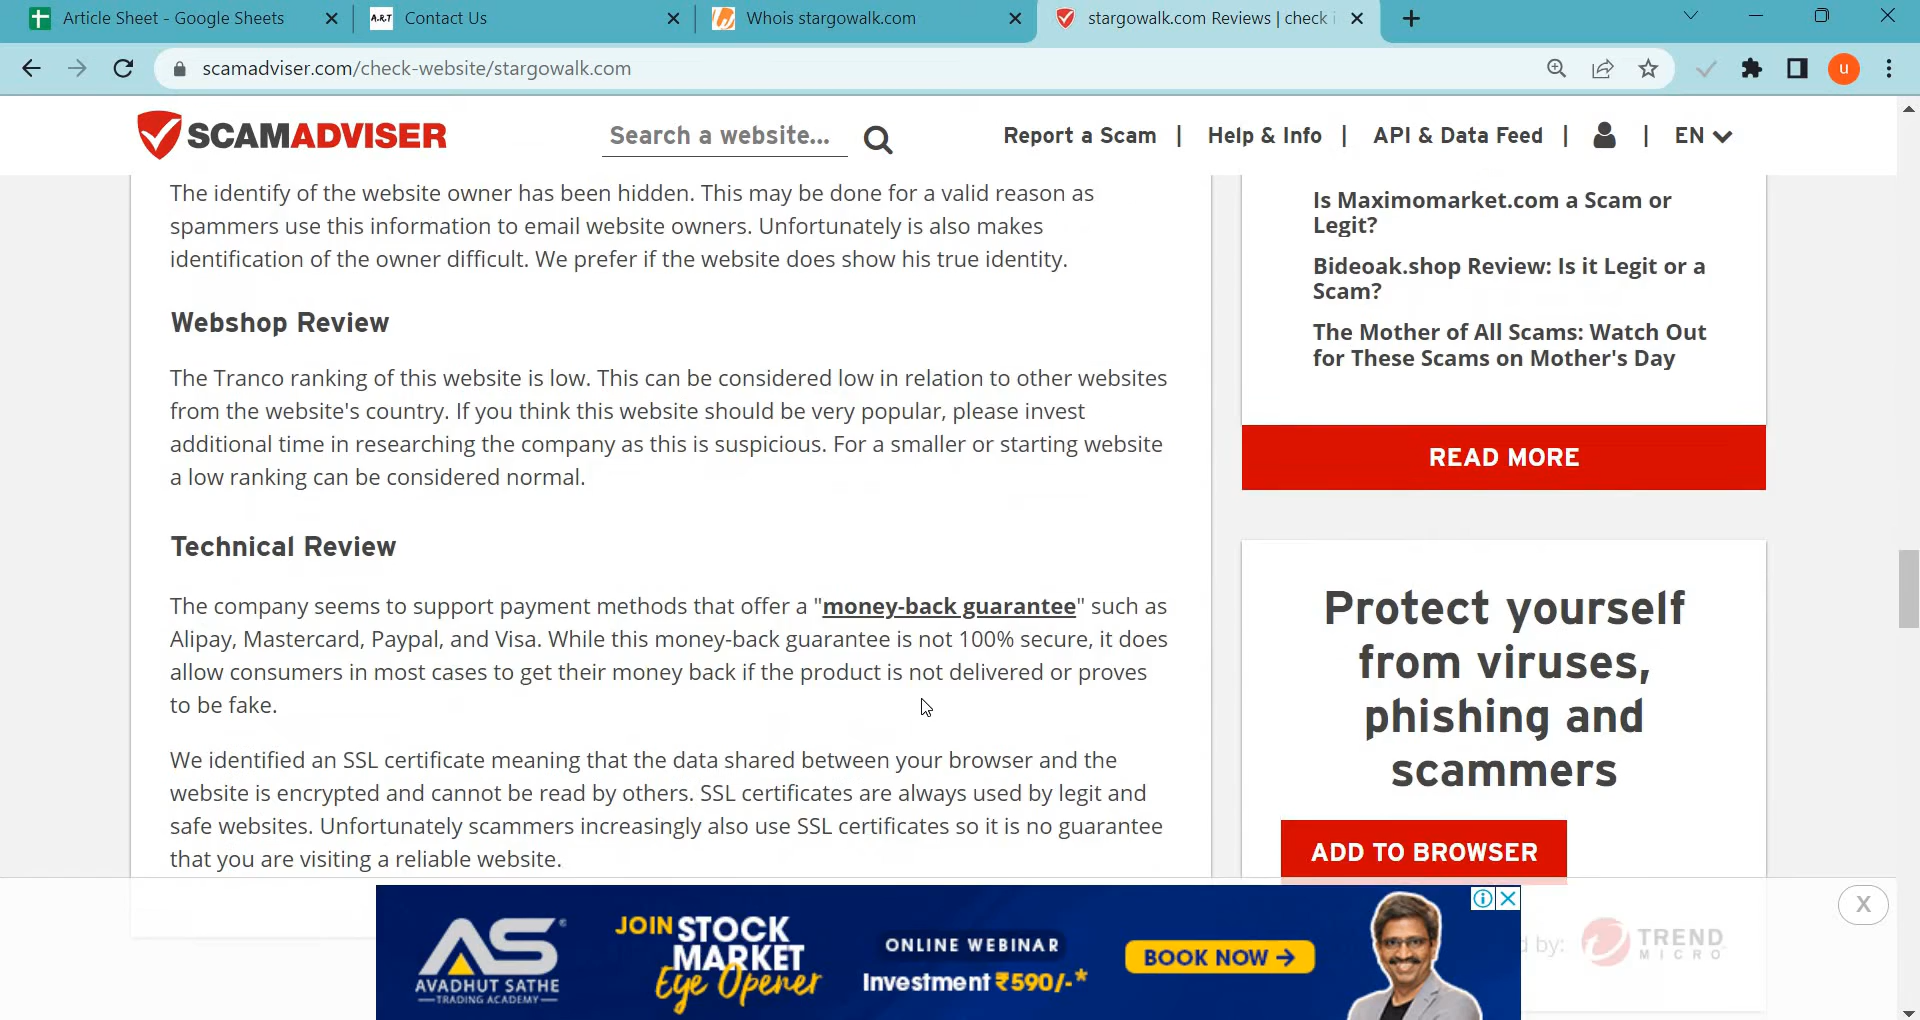 Article Sheet - Google Sheets
A.R.T Contact Us
Whois stargowalk.com
stargowalk.com Reviews | check i
scamadviser.com/check-website/stargowalk.com
u
SCAMADVISER
Search a website...
Report a Scam | Help & Info | API & Data Feed | | EN
The identify of the website owner has been hidden. This may be done for a valid reason as
spammers use this information to email website owners. Unfortunately is also makes
identification of the owner difficult. We prefer if the website does show his true identity.
Webshop Review
The Tranco ranking of this website is low. This can be considered low in relation to other websites
from the website's country. If you think this website should be very popular, please invest
additional time in researching the company as this is suspicious. For a smaller or starting website
a low ranking can be considered normal.
Technical Review
The company seems to support payment methods that offer a "money-back guarantee" such as
Alipay, Mastercard, Paypal, and Visa. While this money-back guarantee is not 100% secure, it does
allow consumers in most cases to get their money back if the product is not delivered or proves
to be fake.
We identified an SSL certificate meaning that the data shared between your browser and the
website is encrypted and cannot be read by others. SSL certificates are always used by legit and
safe websites. Unfortunately scammers increasingly also use SSL certificates so it is no guarantee
that you are visiting a reliable website.
Is Maximomarket.com a Scam or
Legit?
Bideoak.shop Review: Is it Legit or a
Scam?
The Mother of All Scams: Watch Out
for These Scams on Mother's Day
READ MORE
Protect yourself
from viruses,
phishing and
scammers
ADD TO BROWSER
d by:
TREND
MICRO
X
AS
AVADHUT SATHE
TRADING ACADEMY
JOIN STOCK
MARKET
Eye Opener
ONLINE WEBINAR
Investment ₹590/-*
BOOK NOW →